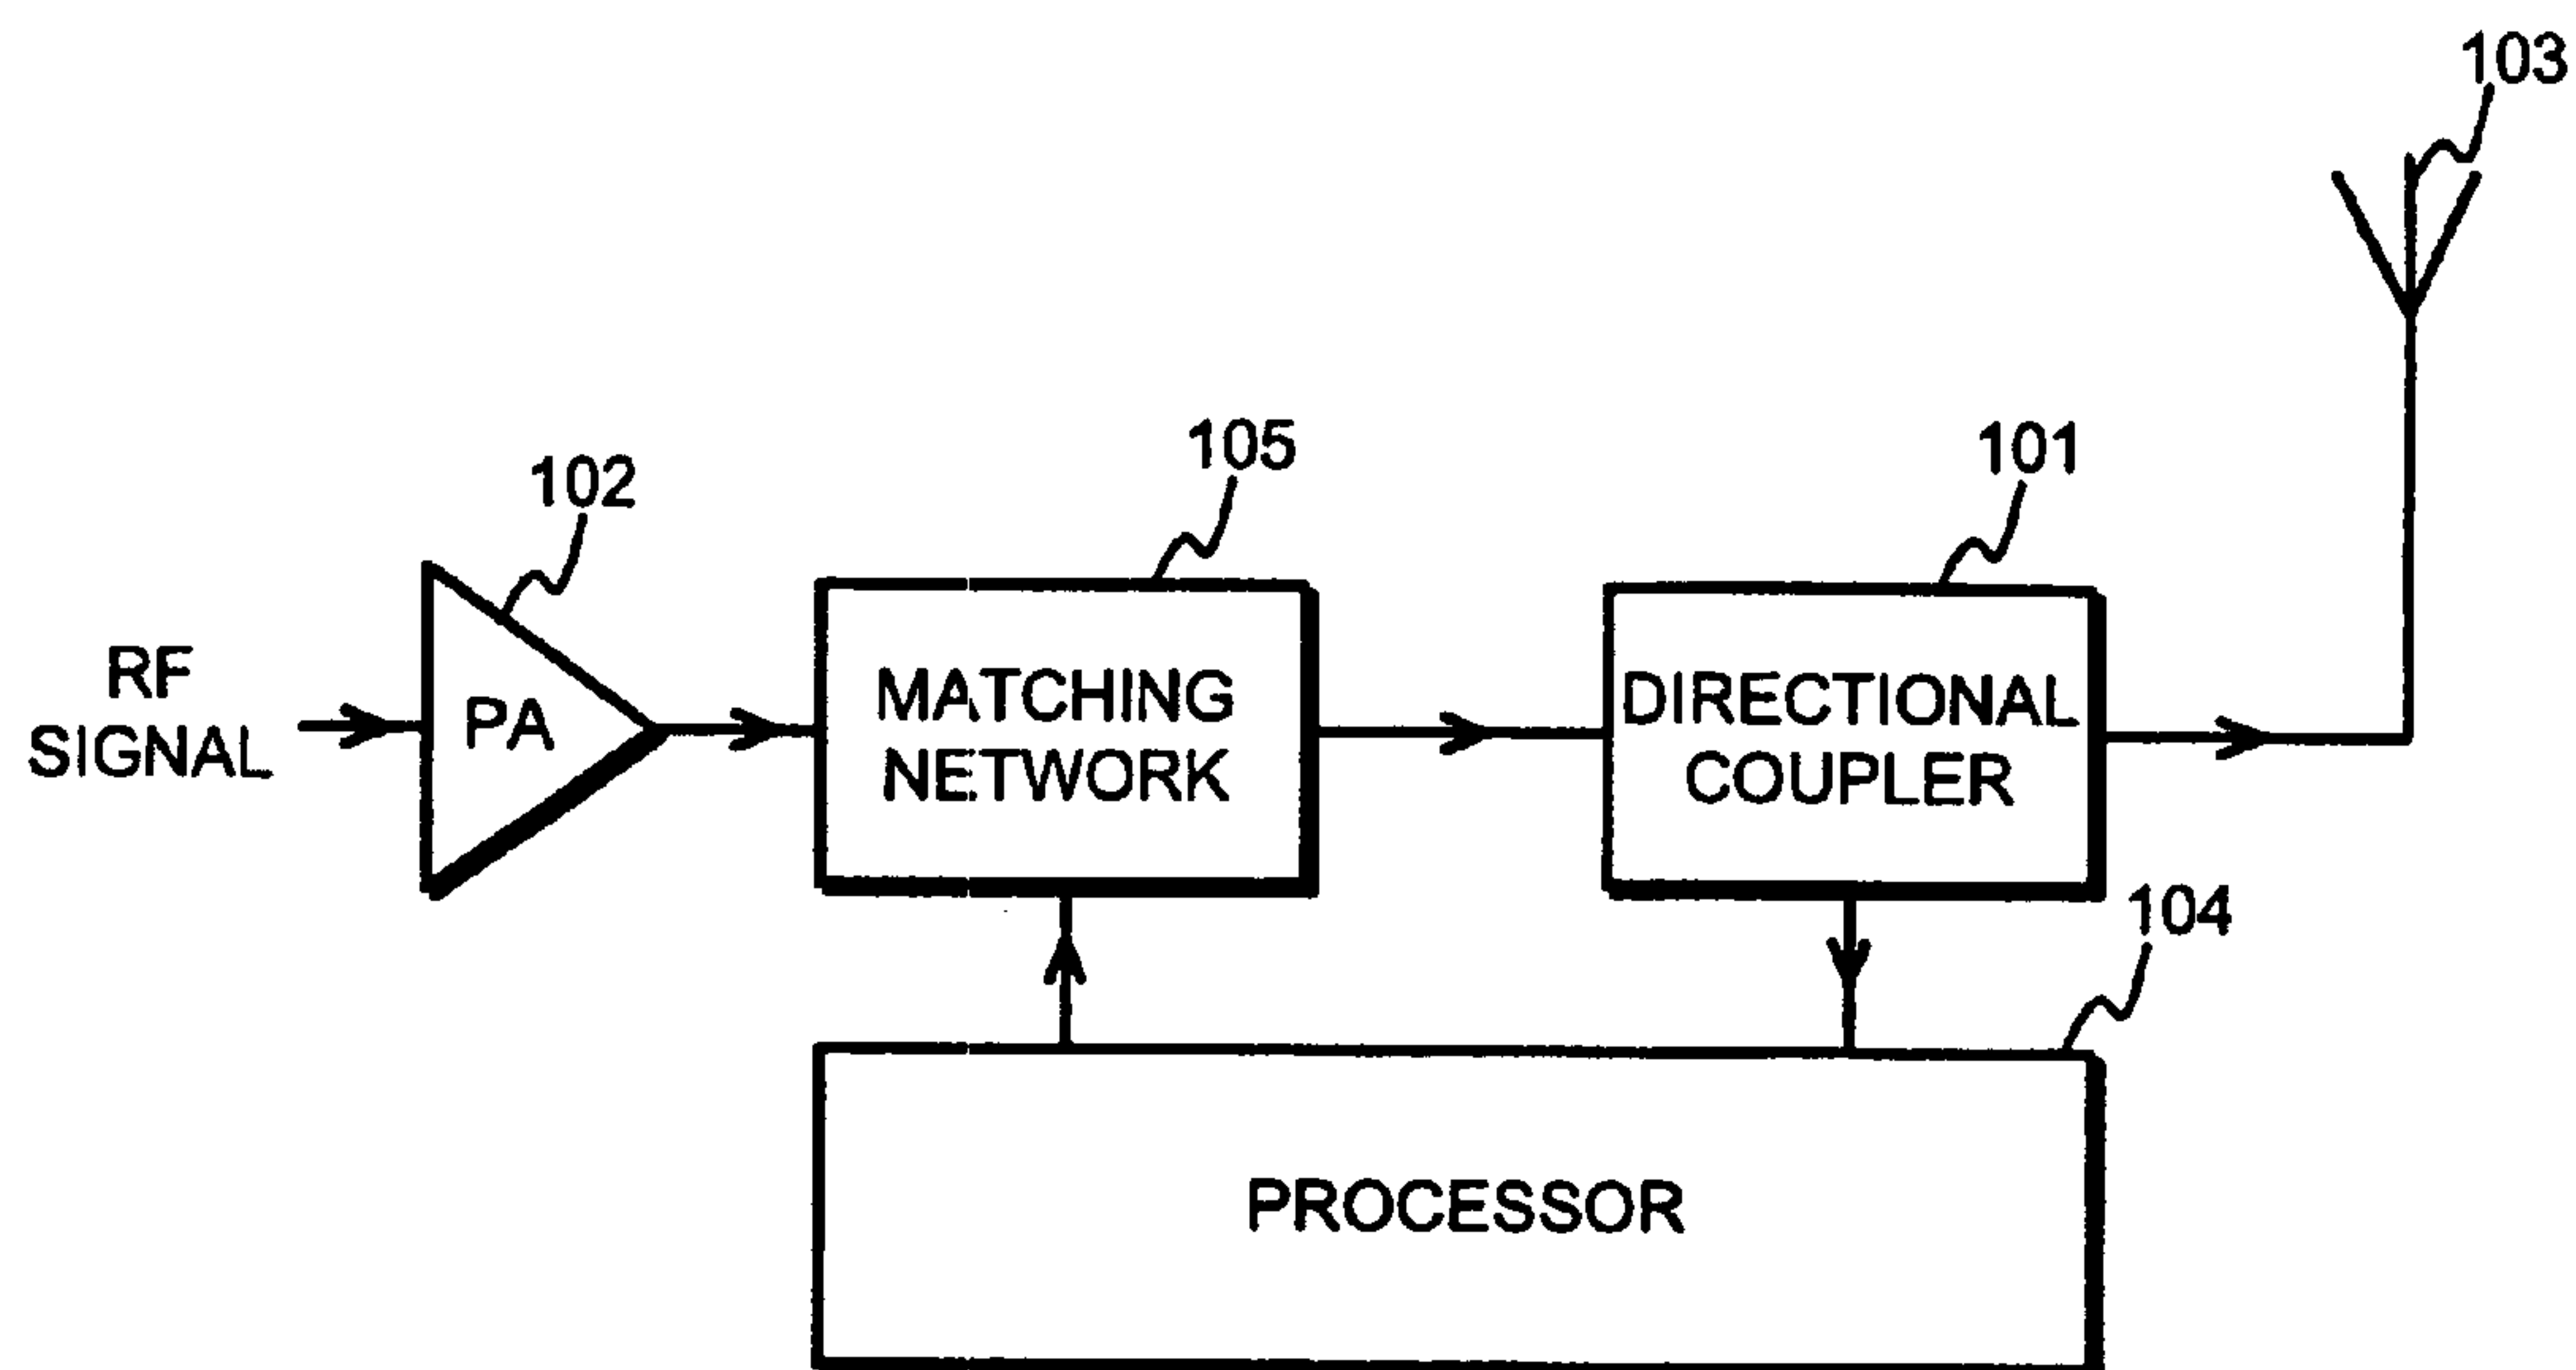 103
105
101
102
RF
SIGNAL
PA
MATCHING
NETWORK
DIRECTIONAL
COUPLER
104
PROCESSOR